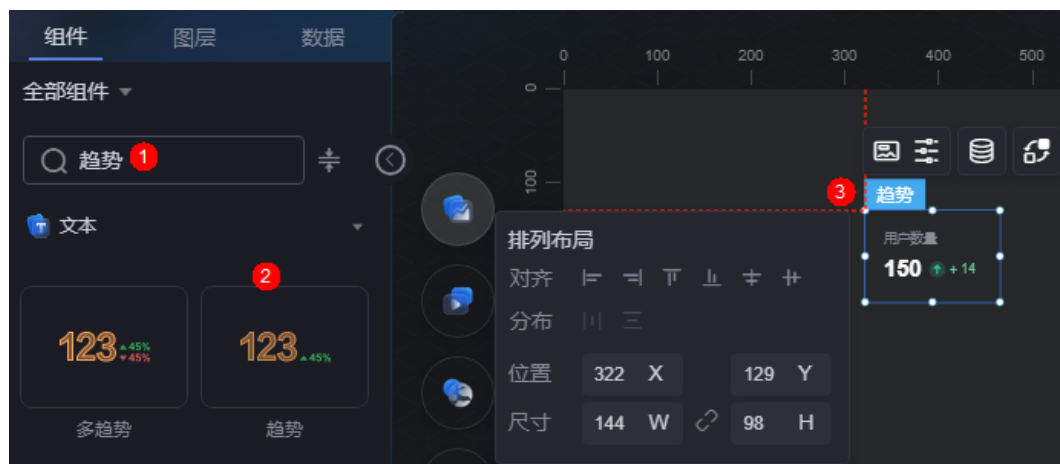 组件 图层 数据
全部组件
趋势 1
文本
2
123 45% 45%
123 45%
多趋势 趋势
0 100 200 300 400 500
0
100
3 趋势
用户数量
150 + 14
排列布局
对齐
分布
位置 322 X 129 Y
尺寸 144 W 98 H